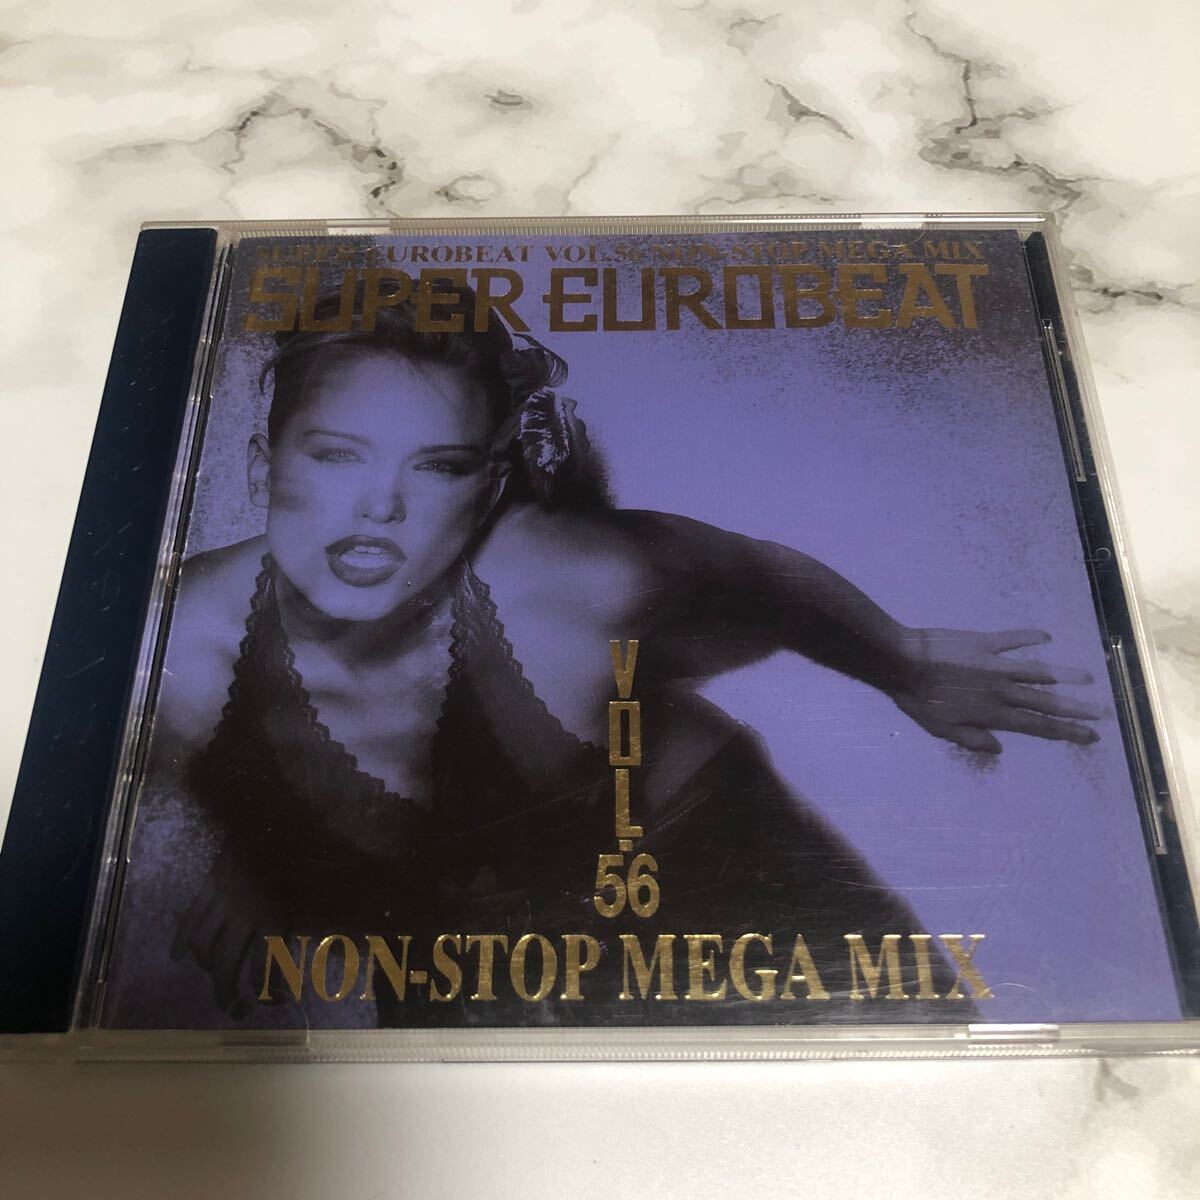 SUPER EUROBEAT VOL.56 NON-STOP MEGA MIX
SUPER EUROBEAT
VOL.
56
NON-STOP MEGA MIX